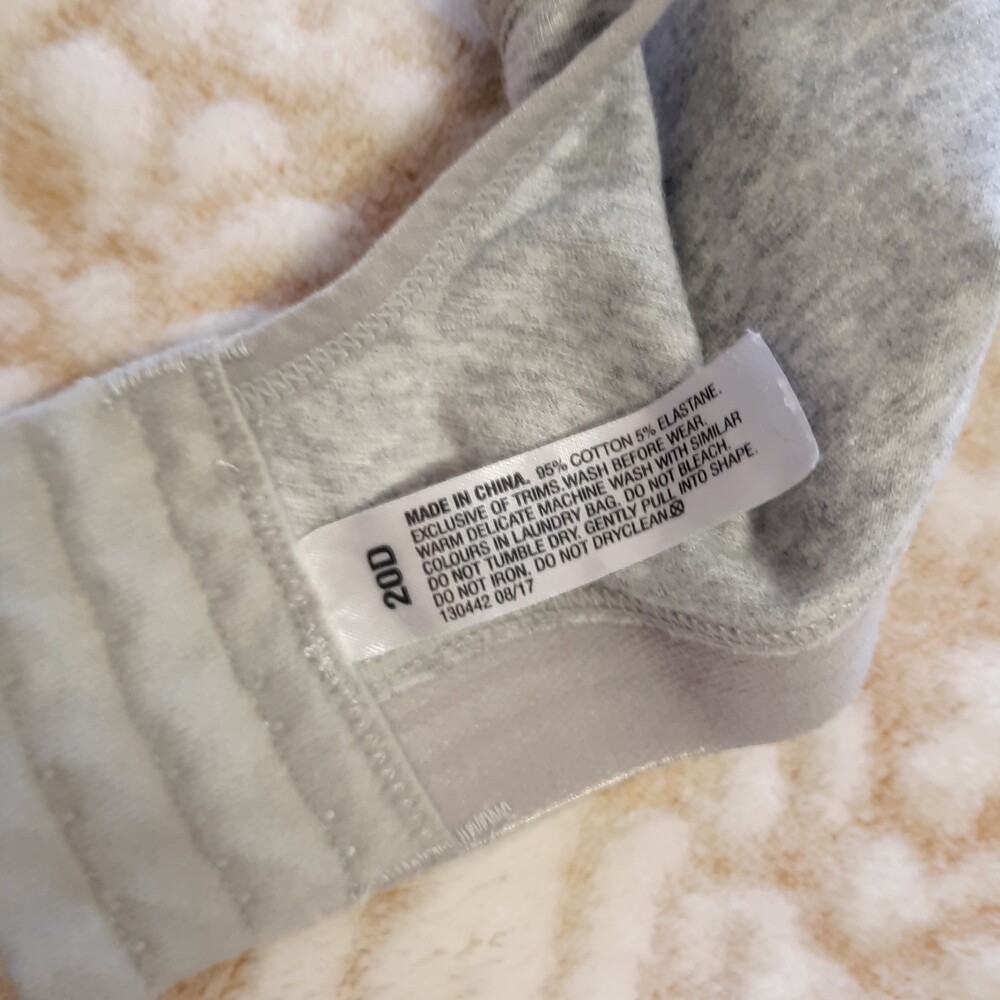 20D
MADE IN CHINA. 95% COTTON 5% ELASTANE.
EXCLUSIVE OF TRIMS. WASH BEFORE WEAR.
WARM DELICATE MACHINE WASH WITH SIMILAR
COLOURS IN LAUNDRY BAG. DO NOT BLEACH.
DO NOT TUMBLE DRY. GENTLY PULL INTO SHAPE.
DO NOT IRON. DO NOT DRYCLEAN.
130442 08/17